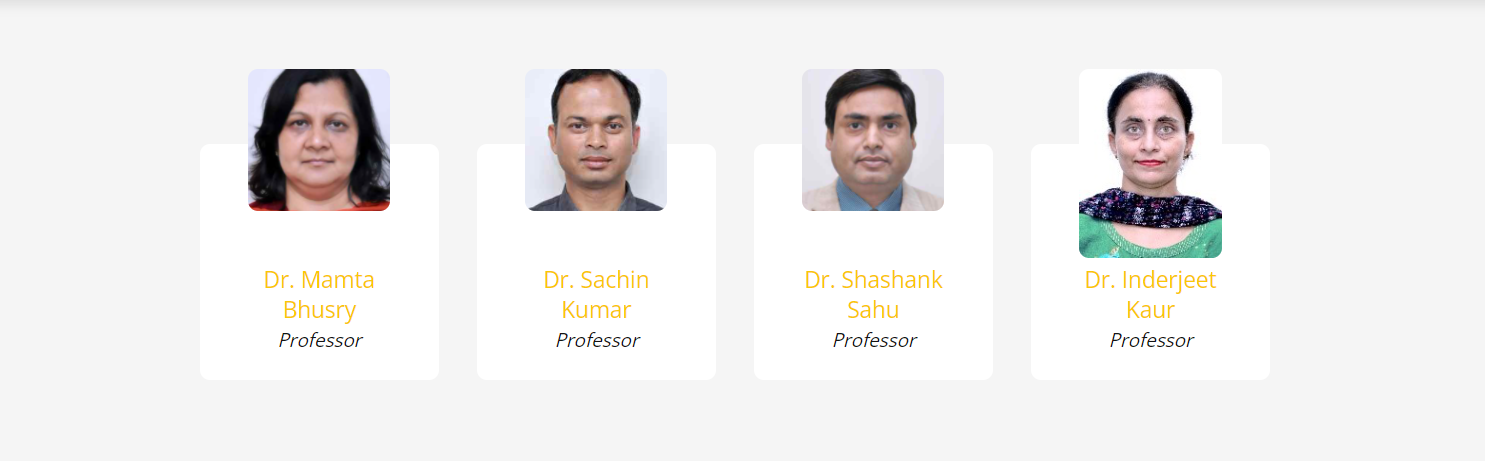 Dr. Mamta
Bhusry
Professor
Dr. Sachin
Kumar
Professor
Dr. Shashank
Sahu
Professor
Dr. Inderjeet
Kaur
Professor